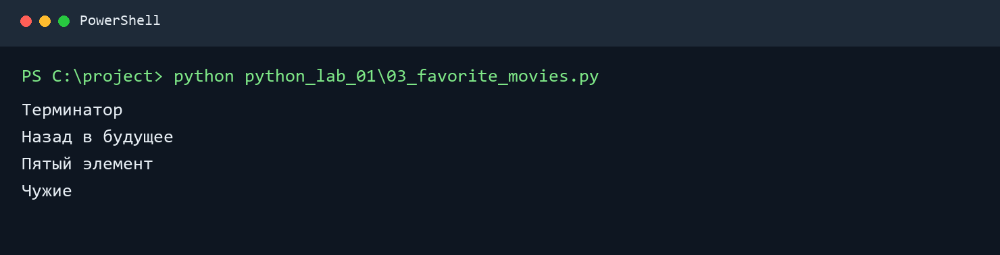 PowerShell
PS C:\project> python python_lab_01\03_favorite_movies.py
Терминатор
Назад в будущее
Пятый элемент
Чужие